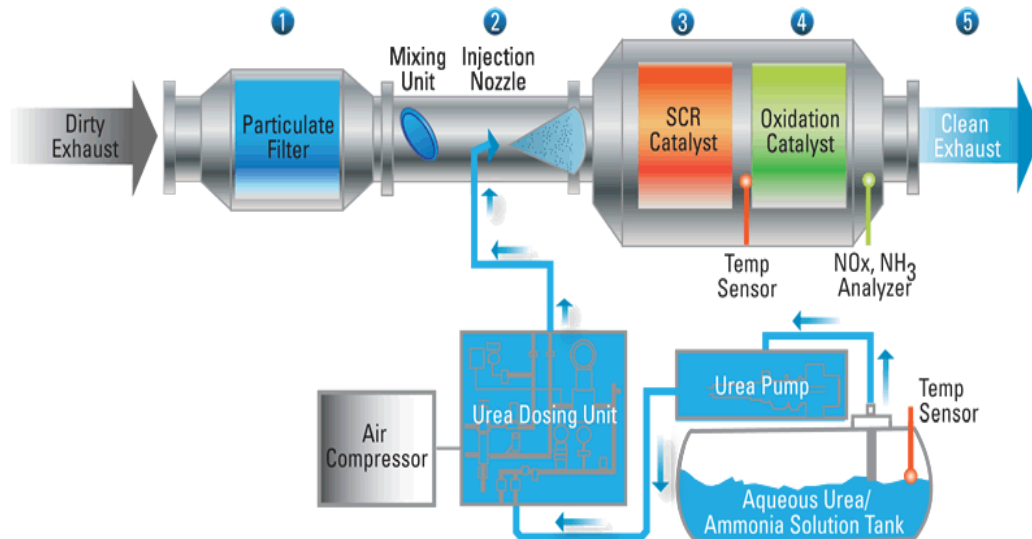 1
2
3
4
5
Mixing
Unit
Injection
Nozzle
Dirty
Exhaust
Particulate
Filter
SCR
Catalyst
Oxidation
Catalyst
Clean
Exhaust
Temp
Sensor
NOx, NH3
Analyzer
Air
Compressor
Urea Dosing Unit
Urea Pump
Temp
Sensor
Aqueous Urea/
Ammonia Solution Tank